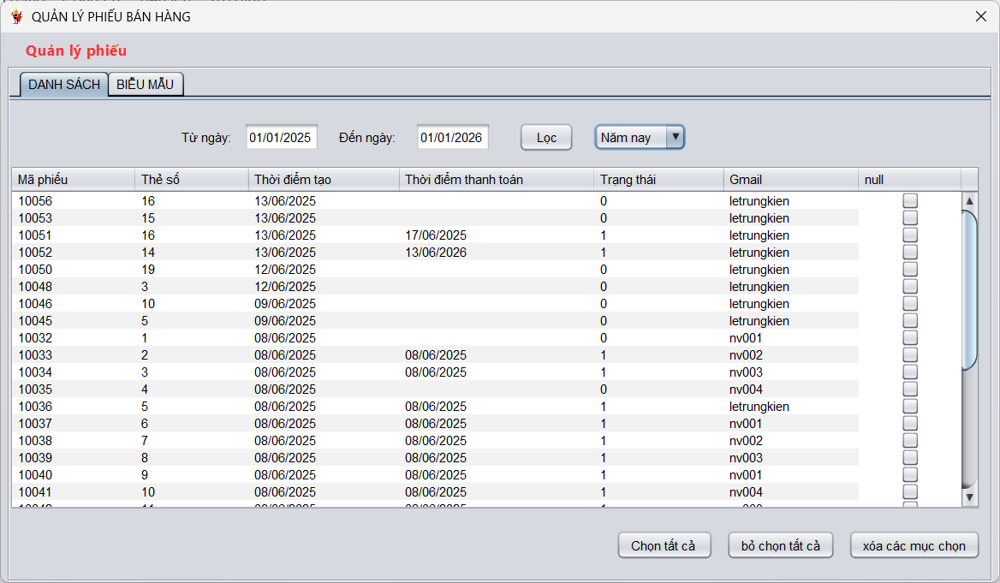 QUẢN LÝ PHIẾU BÁN HÀNG
Quản lý phiếu
DANH SÁCH BIỂU MẪU
Từ ngày: 01/01/2025 Đến ngày: 01/01/2026 Lọc Năm nay
Mã phiếu Thẻ số Thời điểm tạo Thời điểm thanh toán Trạng thái Gmail null
10056 16 13/06/2025 0 letrungkien
10053 15 13/06/2025 0 letrungkien
10051 16 13/06/2025 17/06/2025 1 letrungkien
10052 14 13/06/2025 13/06/2026 1 letrungkien
10050 19 12/06/2025 0 letrungkien
10048 3 12/06/2025 0 letrungkien
10046 10 09/06/2025 0 letrungkien
10045 5 09/06/2025 0 letrungkien
10032 1 08/06/2025 0 nv001
10033 2 08/06/2025 08/06/2025 1 nv002
10034 3 08/06/2025 08/06/2025 1 nv003
10035 4 08/06/2025 0 nv004
10036 5 08/06/2025 08/06/2025 1 letrungkien
10037 6 08/06/2025 08/06/2025 1 nv001
10038 7 08/06/2025 08/06/2025 1 nv002
10039 8 08/06/2025 08/06/2025 1 nv003
10040 9 08/06/2025 08/06/2025 1 nv001
10041 10 08/06/2025 08/06/2025 1 nv004
Chọn tất cả bỏ chọn tất cả xóa các mục chọn